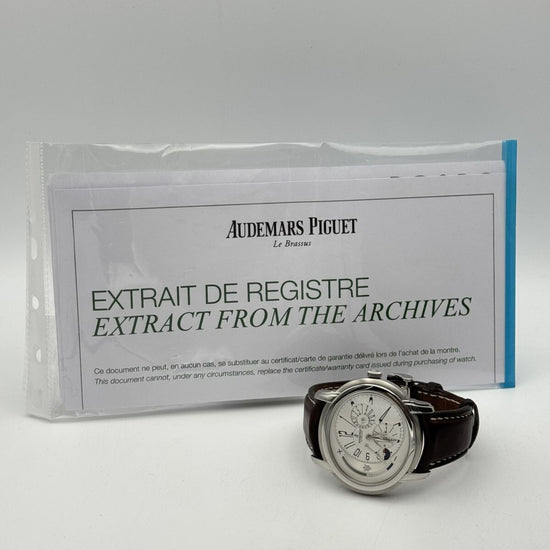 AUDEMARS PIGUET
Le Brassus
EXTRAIT DE REGISTRE
EXTRACT FROM THE ARCHIVES
Ce document ne peut, en aucun cas, se substituer au certificat/carte de garantie délivré lors de l'achat de la montre.
This document cannot, under any circumstances, replace the certificate/warranty card issued during purchasing of watch.